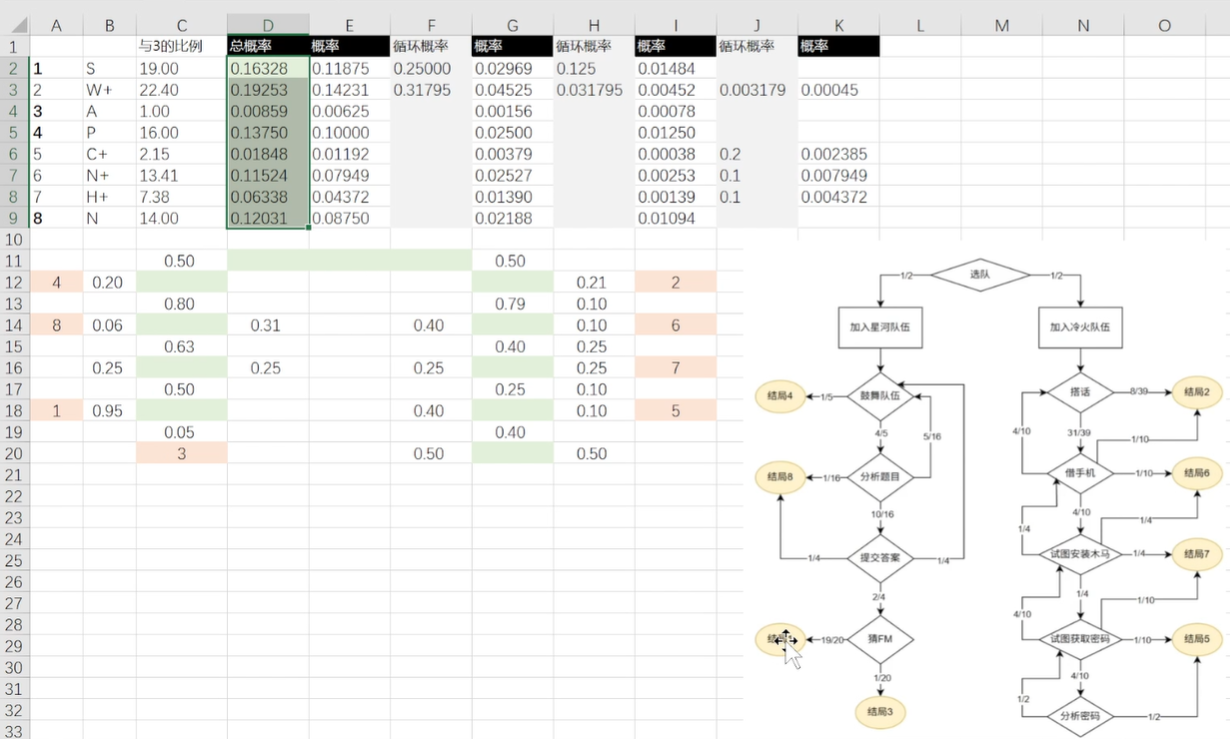 A B C D E F G H I J K L M N O
1 与3的比例 总概率 概率 循环概率 概率 循环概率 概率 循环概率 概率
2 1 S 19.00 0.16328 0.11875 0.25000 0.02969 0.125 0.01484
3 2 W+ 22.40 0.19253 0.14231 0.31795 0.04525 0.031795 0.00452 0.003179 0.00045
4 3 A 1.00 0.00859 0.00625 0.00156 0.00078
5 4 P 16.00 0.13750 0.10000 0.02500 0.01250
6 5 C+ 2.15 0.01848 0.01192 0.00379 0.00038 0.2 0.002385
7 6 N+ 13.41 0.11524 0.07949 0.02527 0.00253 0.1 0.007949
8 7 H+ 7.38 0.06338 0.04372 0.01390 0.00139 0.1 0.004372
9 8 N 14.00 0.12031 0.08750 0.02188 0.01094
10
11 0.50 0.50
12 4 0.20 0.21 2
13 0.80 0.79 0.10
14 8 0.06 0.31 0.40 0.10 6
15 0.63 0.40 0.25
16 0.25 0.25 0.25 0.25 7
17 0.50 0.25 0.10
18 1 0.95 0.40 0.10 5
19 0.05 0.40
20 3 0.50 0.50
21
22
23
24
25
26
27
28
29
30
31
32
33
1/2 选队 1/2
加入星河队伍 加入冷火队伍
结局4 1/5 鼓舞队伍 搭话 8/39 结局2
4/5 5/16 4/10 31/39 1/10
结局8 1/16 分析题目 借手机 1/10 结局6
10/16 4/10 1/4 1/4
1/4 提交答案 1/4 试图安装木马 1/4 结局7
2/4 1/4 1/10
4/10
19/20 猜FM 试图获取密码 1/10 结局5
1/20 4/10
1/2
结局3 分析密码 1/2